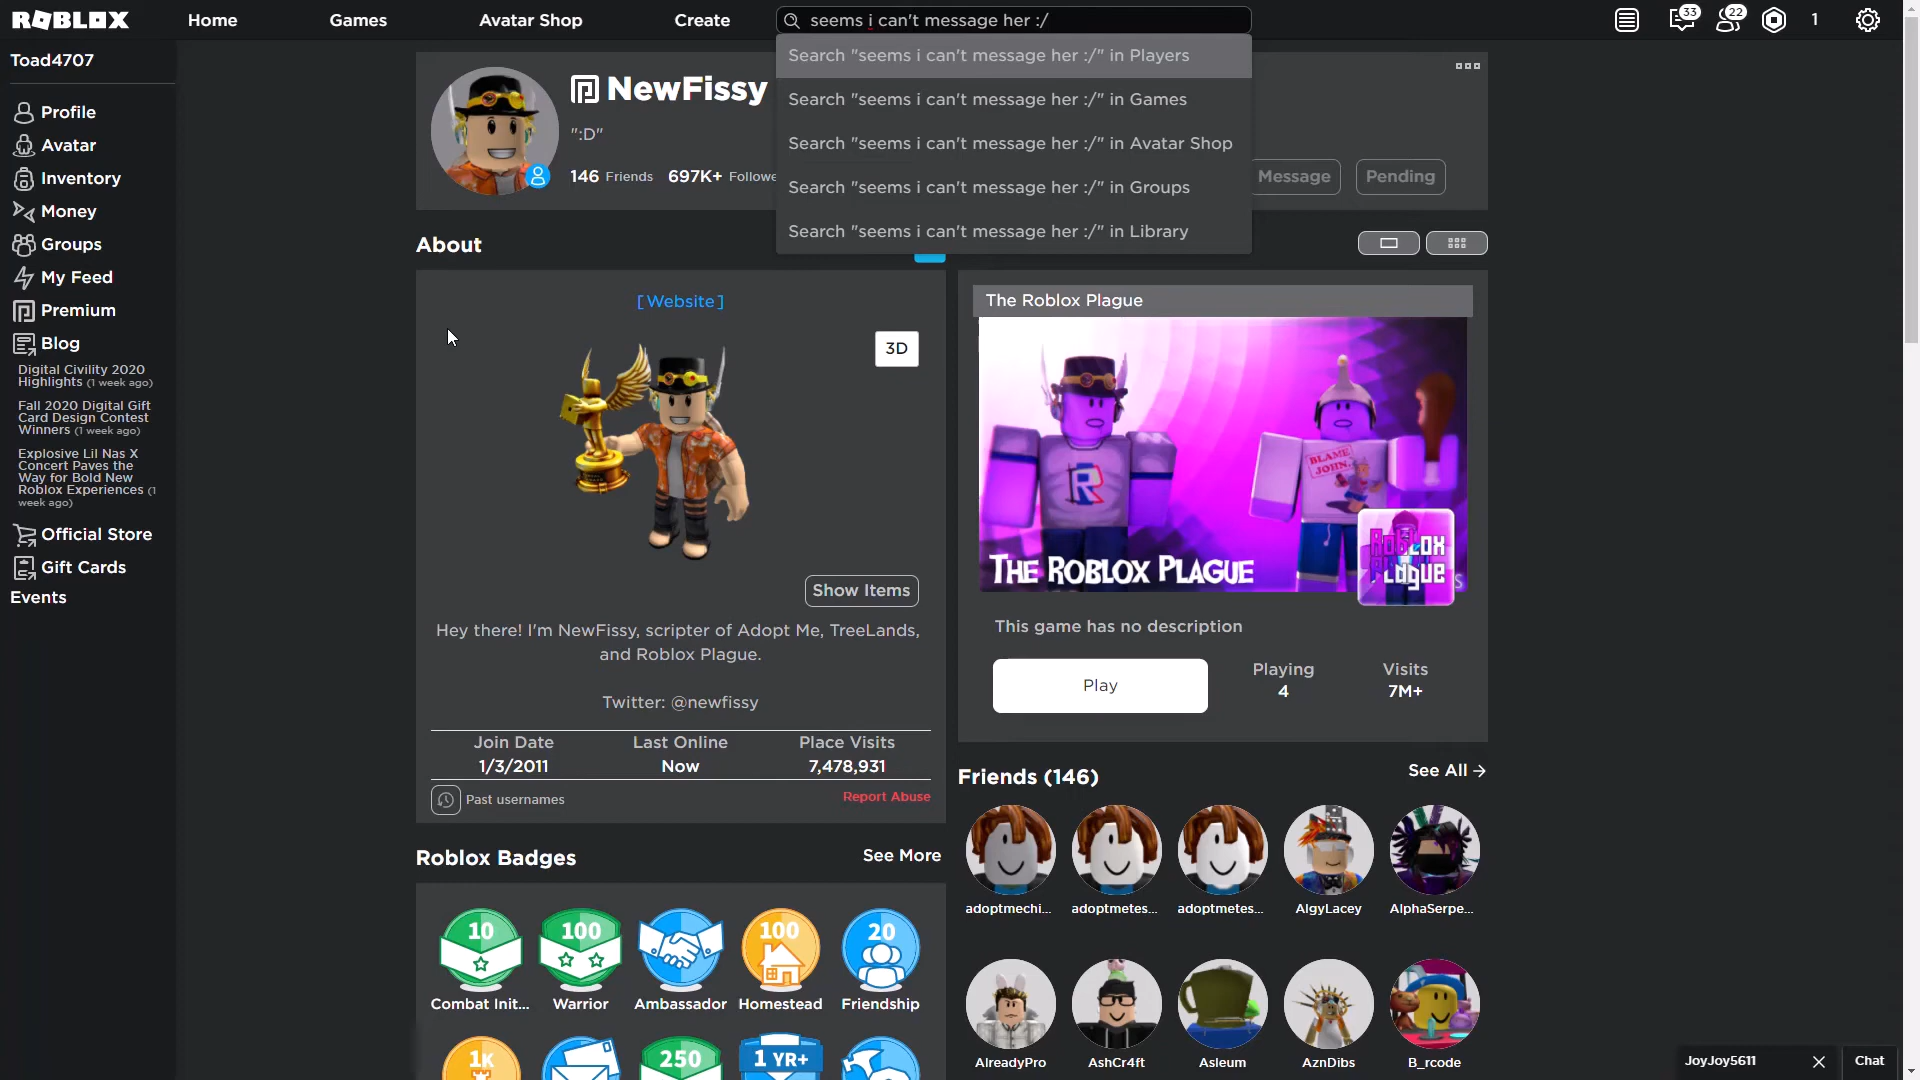 ROBLOX
Home
Games
Avatar Shop
Create
seems i can't message her :/
33
22
1
Search "seems i can't message her :/" in Players
Search "seems i can't message her :/" in Games
Search "seems i can't message her :/" in Avatar Shop
Search "seems i can't message her :/" in Groups
Search "seems i can't message her :/" in Library
Toad4707
Profile
Avatar
Inventory
Money
Groups
My Feed
Premium
Blog
Digital Civility 2020
Highlights (1 week ago)
Fall 2020 Digital Gift
Card Design Contest
Winners (1 week ago)
Explosive Lil Nas X
Concert Paves the
Way for Bold New
Roblox Experiences (1
week ago)
Official Store
Gift Cards
Events
NewFissy
":D"
146 Friends 697K+ Followe
Message
Pending
About
[ Website ]
3D
Show Items
Hey there! I'm NewFissy, scripter of Adopt Me, TreeLands,
and Roblox Plague.
Twitter: @newfissy
Join Date Last Online Place Visits
1/3/2011 Now 7,478,931
Past usernames
Report Abuse
Roblox Badges
See More
10
100
100
20
Combat Init...
Warrior
Ambassador
Homestead
Friendship
1K
250
1 YR+
The Roblox Plague
BLAME
JOHN.
THE ROBLOX PLAGUE
ROBLOX
PLAGUE
This game has no description
Play
Playing
4
Visits
7M+
Friends (146)
See All
adoptmechi...
adoptmetes...
adoptmetes...
AlgyLacey
AlphaSerpe...
AlreadyPro
AshCr4ft
Asleum
AznDibs
B_rcode
JoyJoy5611
Chat